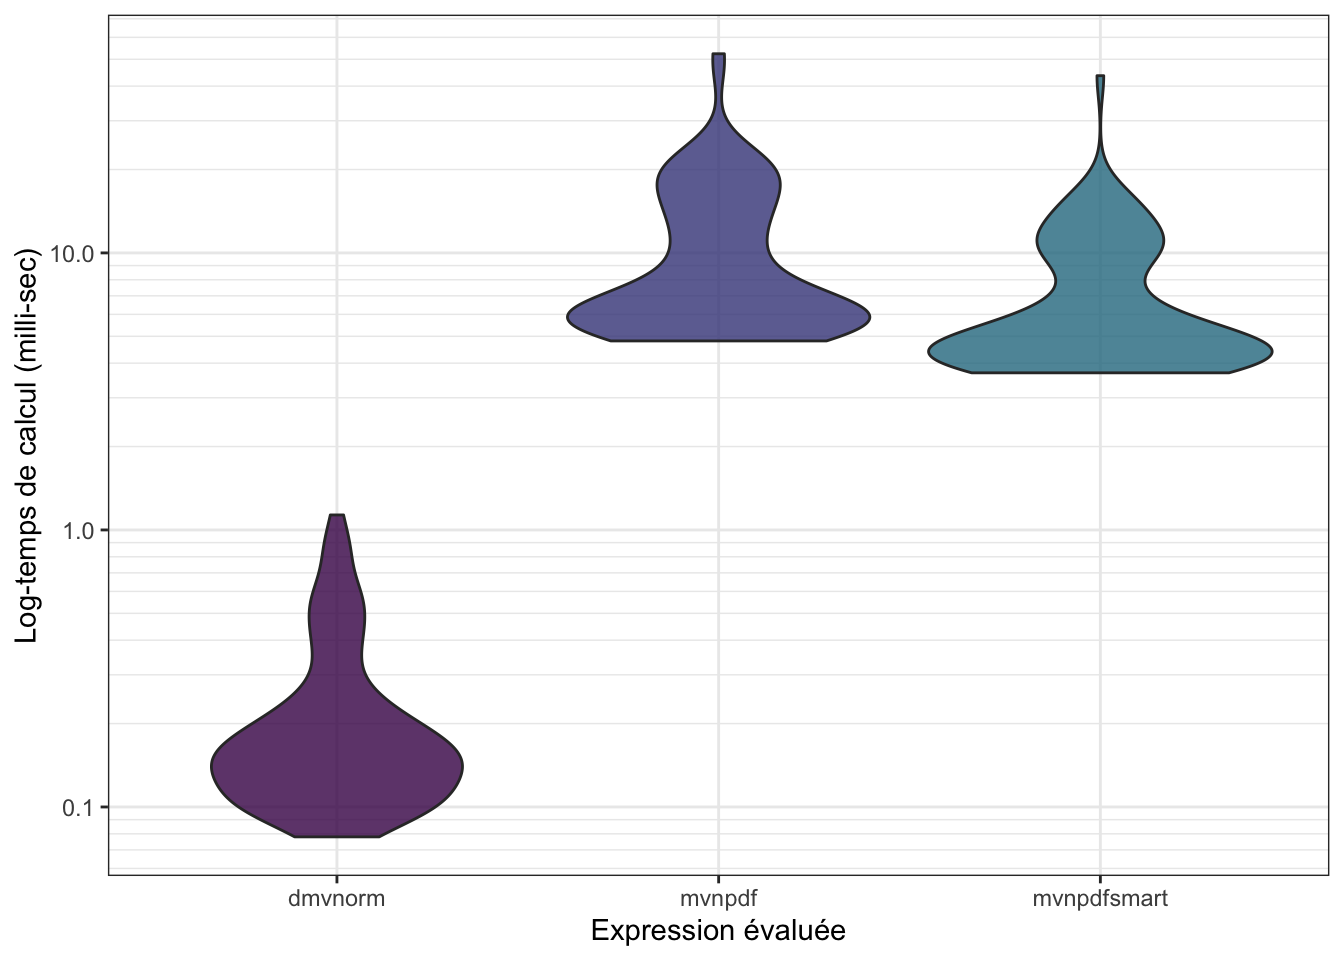 Log-temps de calcul (milli-sec)
10.0
1.0
0.1
dmvnorm mvnpdf mvnpdfsmart
Expression évaluée